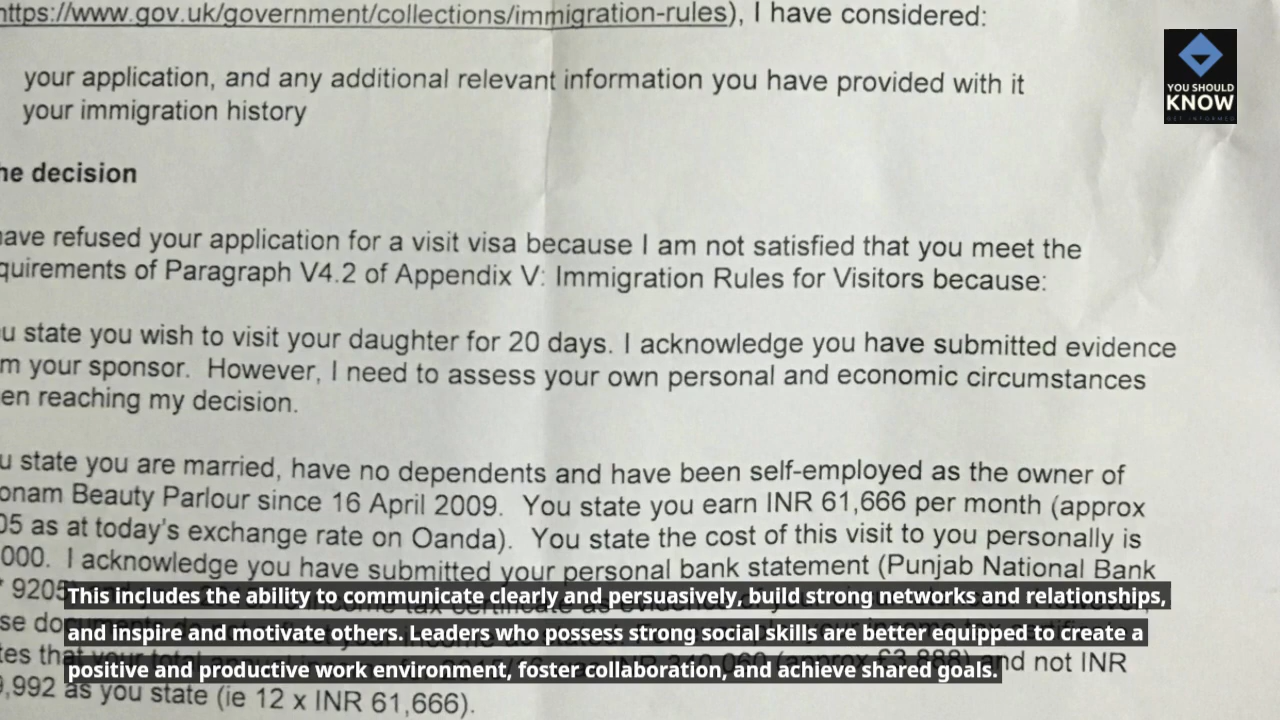 https://www.gov.uk/government/collections/immigration-rules), I have considered:
your application, and any additional relevant information you have provided with it
your immigration history
he decision
ave refused your application for a visit visa because I am not satisfied that you meet the
quirements of Paragraph V4.2 of Appendix V: Immigration Rules for Visitors because:
u state you wish to visit your daughter for 20 days. I acknowledge you have submitted evidence
m your sponsor. However, I need to assess your own personal and economic circumstances
en reaching my decision.
u state you are married, have no dependents and have been self-employed as the owner of
onam Beauty Parlour since 16 April 2009. You state you earn INR 61,666 per month (approx
05 as at today's exchange rate on Oanda). You state the cost of this visit to you personally is
000. I acknowledge you have submitted your personal bank statement (Punjab National Bank
9205
se do
tes that your total and not INR
9,992 as you state (ie 12 x INR 61,666).
YOU SHOULD
KNOW
GET INFORMED
This includes the ability to communicate clearly and persuasively, build strong networks and relationships,
and inspire and motivate others. Leaders who possess strong social skills are better equipped to create a
positive and productive work environment, foster collaboration, and achieve shared goals.